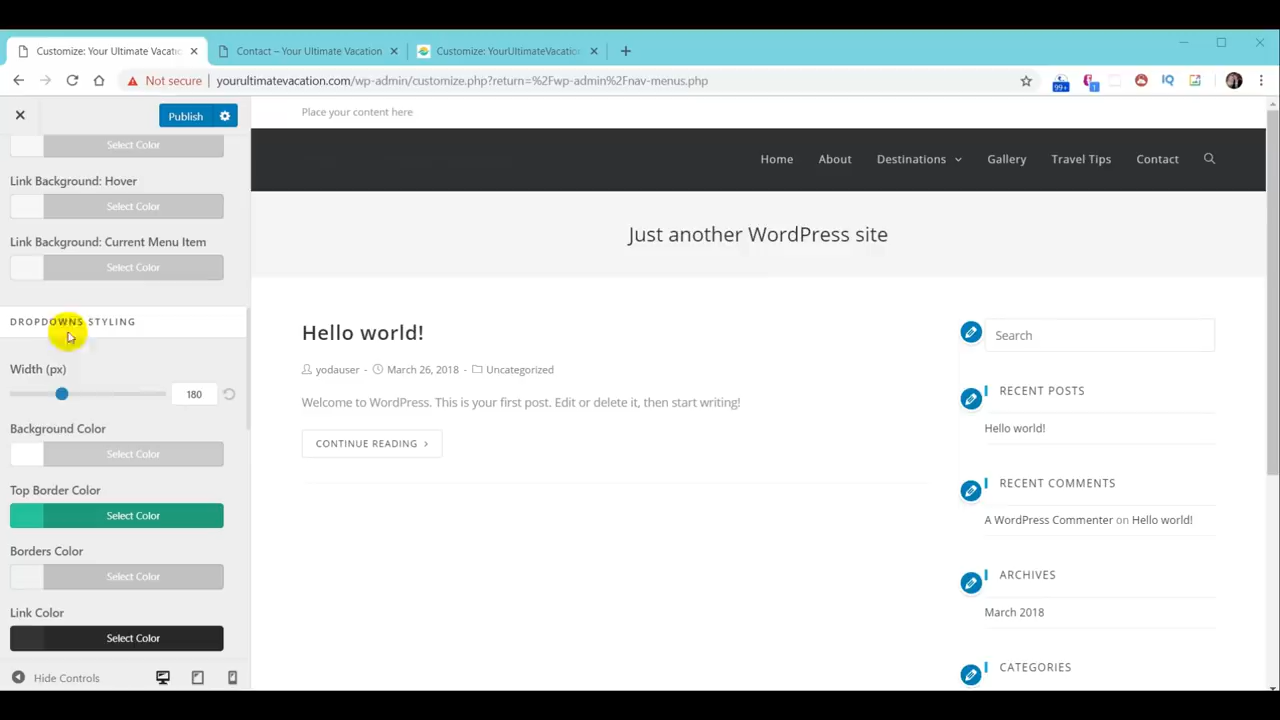 Customize: Your Ultimate Vacatio
Contact – Your Ultimate Vacation
Customize: YourUltimateVacatio
Not secure
yourultimatevacation.com/wp-admin/customize.php?return=%2Fwp-admin%2Fnav-menus.php
99+
1
Publish
Select Color
Link Background: Hover
Select Color
Link Background: Current Menu Item
Select Color
DROPDOWNS STYLING
Width (px)
180
Background Color
Select Color
Top Border Color
Select Color
Borders Color
Select Color
Link Color
Select Color
Hide Controls
Place your content here
Home About Destinations Gallery Travel Tips Contact
Just another WordPress site
Hello world!
yodauser - March 26, 2018 - Uncategorized
Welcome to WordPress. This is your first post. Edit or delete it, then start writing!
CONTINUE READING >
Search
RECENT POSTS
Hello world!
RECENT COMMENTS
A WordPress Commenter on Hello world!
ARCHIVES
March 2018
CATEGORIES